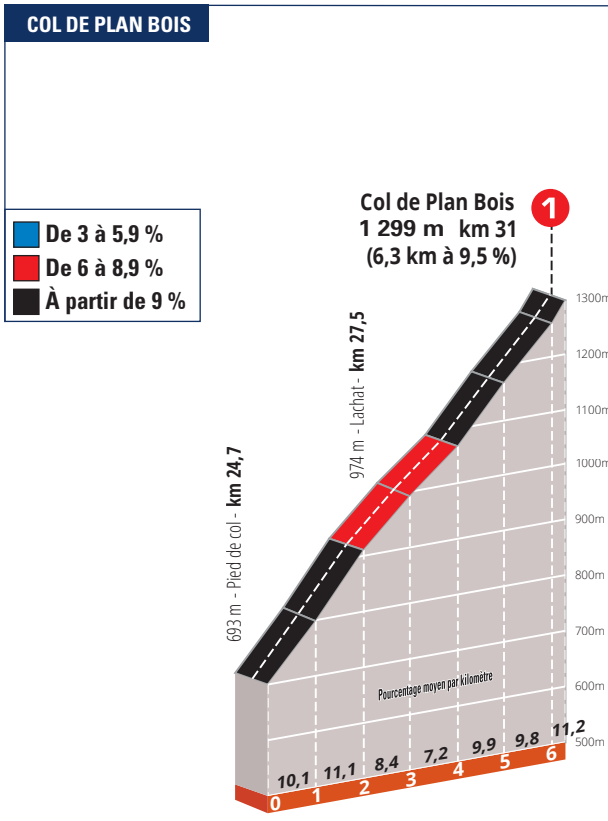 COL DE PLAN BOIS
De 3 à 5,9 %
De 6 à 8,9 %
À partir de 9 %
Col de Plan Bois
1 299 m km 31
(6,3 km à 9,5 %)
1
693 m - Pied de col - km 24,7
974 m - Lachat - km 27,5
1300m
1200m
1100m
1000m
900m
800m
700m
600m
500m
Pourcentage moyen par kilomètre
10,1 11,1 8,4 7,2 9,9 9,8 11,2
0 1 2 3 4 5 6